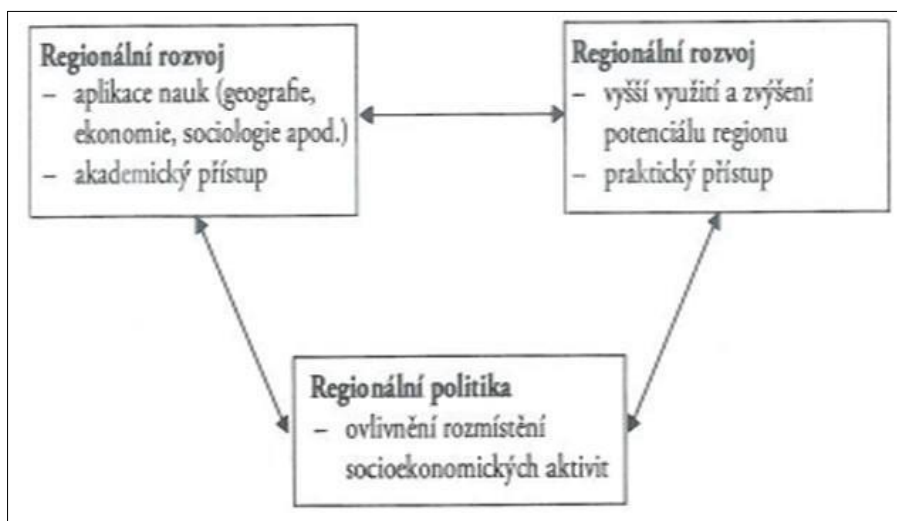 Regionální rozvoj
– aplikace nauk (geografie,
ekonomie, sociologie apod.)
– akademický přístup
Regionální rozvoj
– vyšší využití a zvýšení
potenciálu regionu
– praktický přístup
Regionální politika
– ovlivnění rozmístění
socioekonomických aktivit